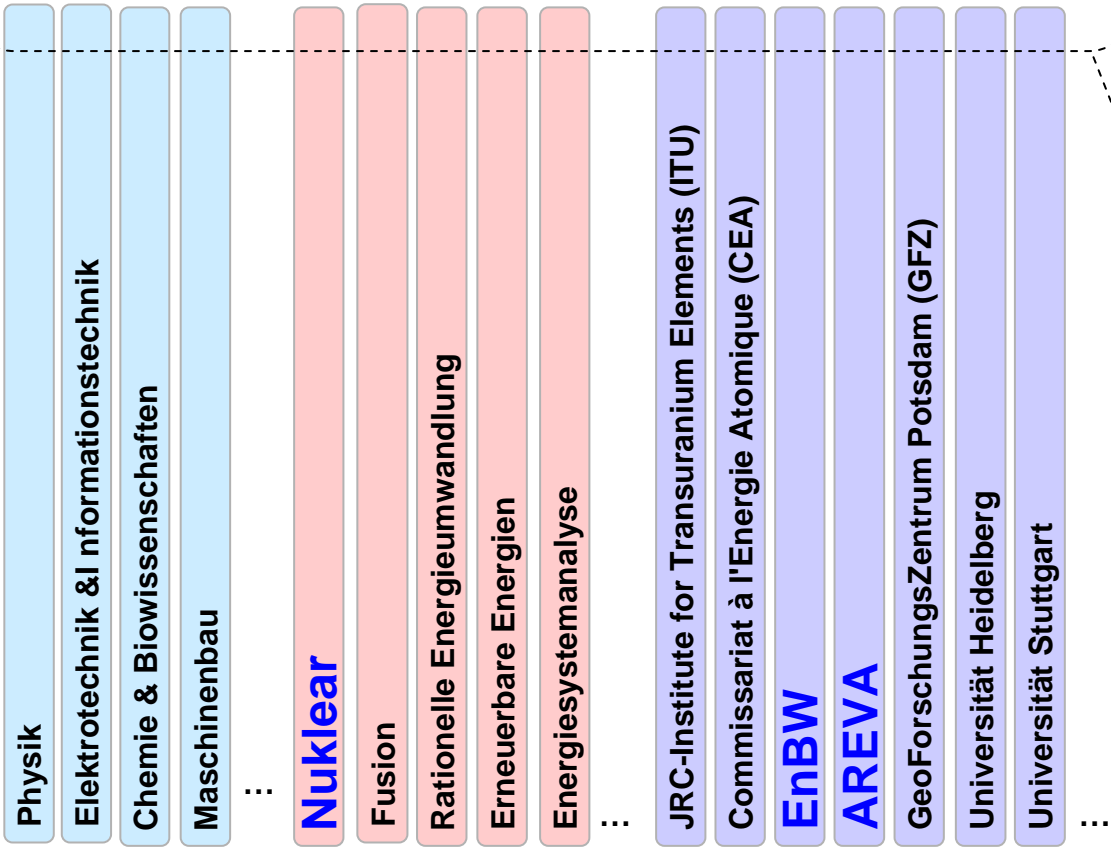 Physik
Elektrotechnik &I nformationstechnik
Chemie & Biowissenschaften
Maschinenbau
...
Nuklear
Fusion
Rationelle Energieumwandlung
Erneuerbare Energien
Energiesystemanalyse
...
JRC-Institute for Transuranium Elements (ITU)
Commissariat à l'Energie Atomique (CEA)
EnBW
AREVA
GeoForschungsZentrum Potsdam (GFZ)
Universität Heidelberg
Universität Stuttgart
...